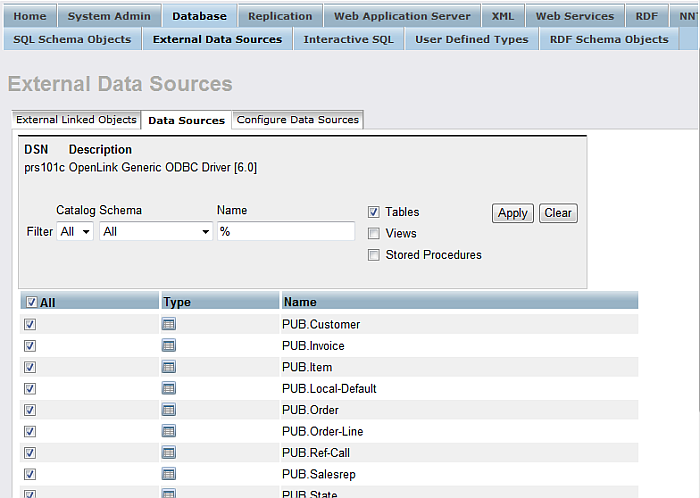 Home System Admin Database Replication Web Application Server XML Web Services RDF NNT
SQL Schema Objects External Data Sources Interactive SQL User Defined Types RDF Schema Objects
External Data Sources
External Linked Objects Data Sources Configure Data Sources
DSN Description
prs101c OpenLink Generic ODBC Driver [6.0]
Catalog Schema Name
Filter All All % Tables Apply Clear
Views
Stored Procedures
All Type Name
PUB.Customer
PUB.Invoice
PUB.Item
PUB.Local-Default
PUB.Order
PUB.Order-Line
PUB.Ref-Call
PUB.Salesrep
PUB.State